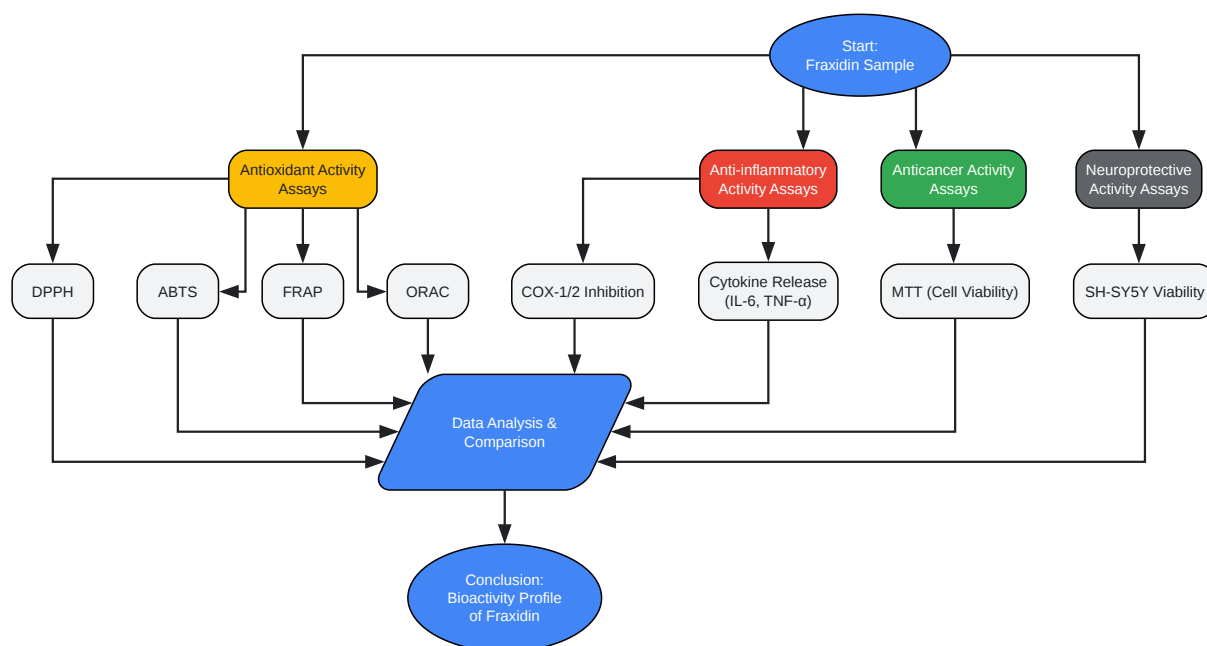 Start:
Fraxidin Sample
Antioxidant Activity
Assays
Anti-inflammatory
Activity Assays
Anticancer Activity
Assays
Neuroprotective
Activity Assays
DPPH
ABTS
FRAP
ORAC
COX-1/2 Inhibition
Cytokine Release
(IL-6, TNF-α)
MTT (Cell Viability)
SH-SY5Y Viability
Data Analysis &
Comparison
Conclusion:
Bioactivity Profile
of Fraxidin